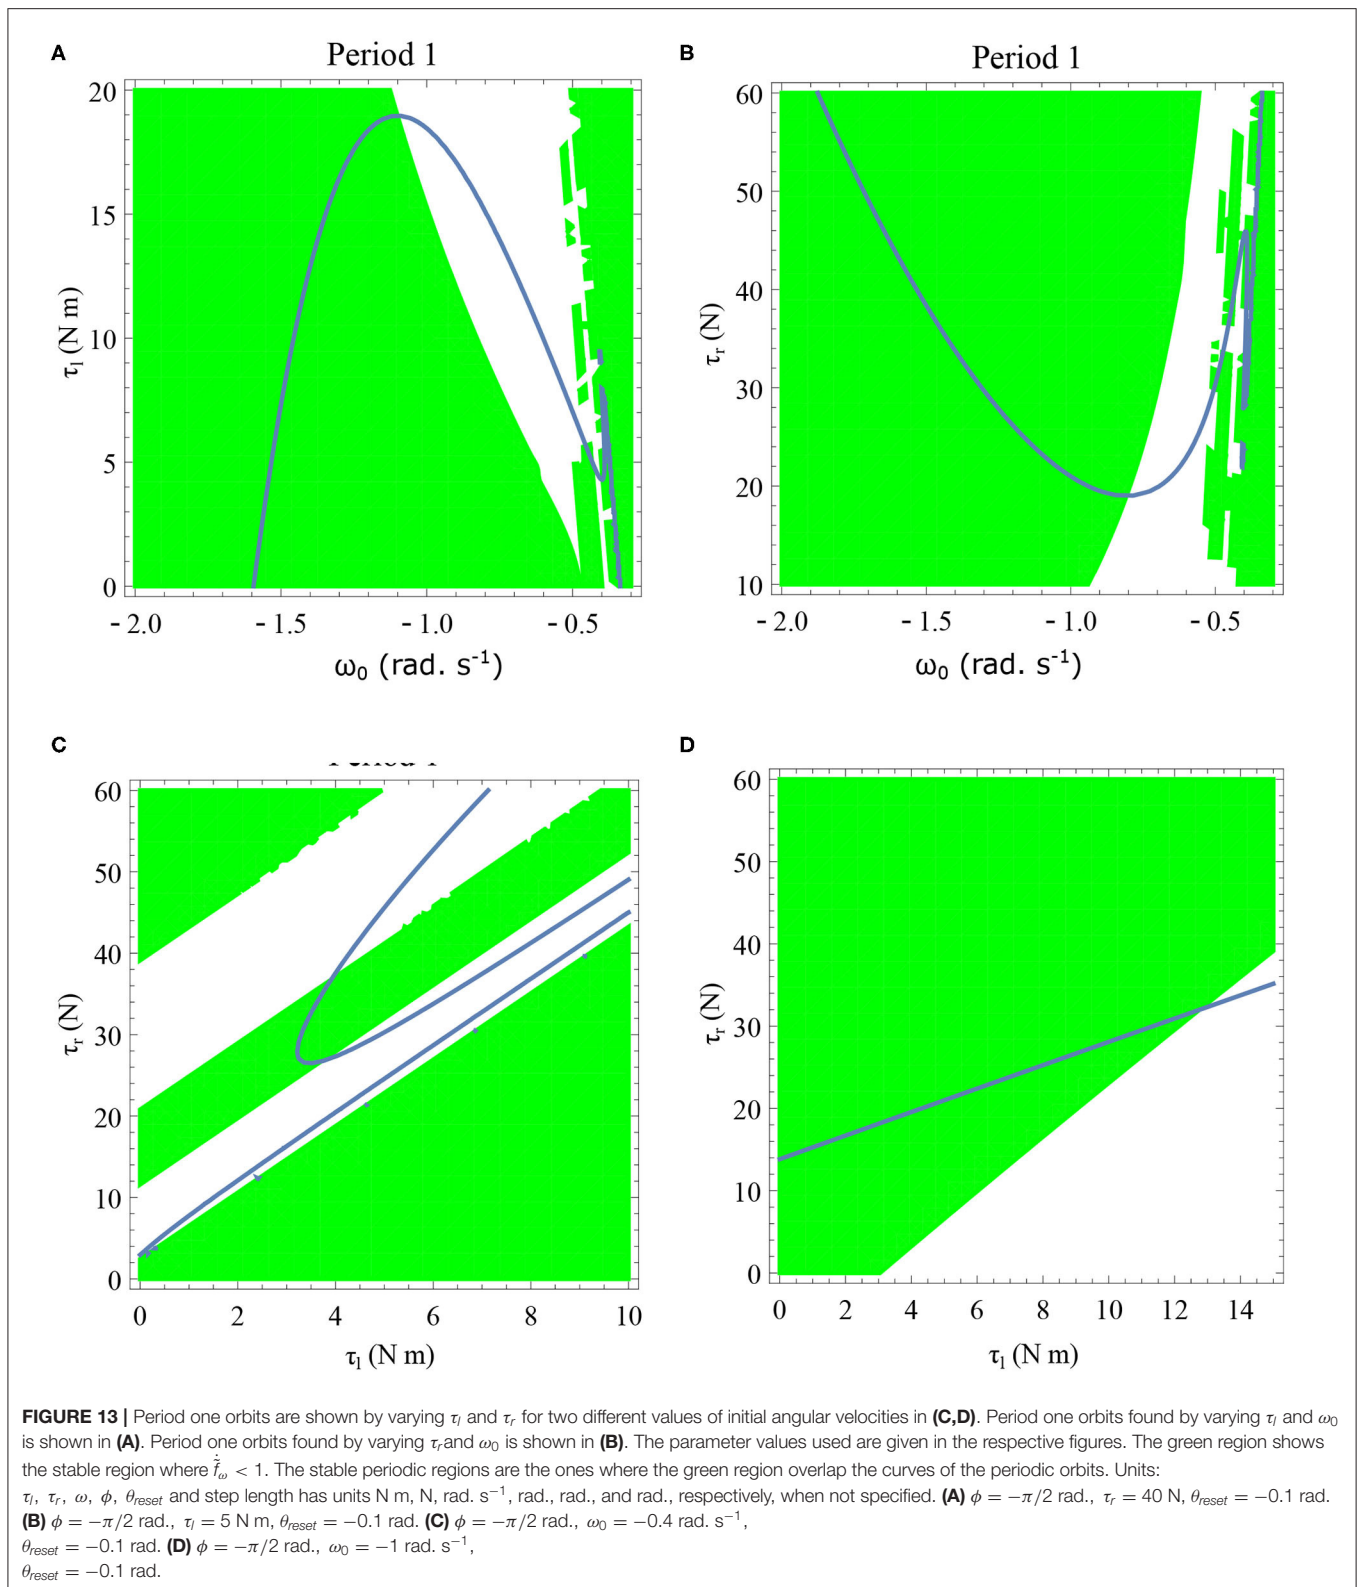 A
Period 1
20
15
10
5
0
τl (N m)
-2.0 -1.5 -1.0 -0.5
ω0 (rad. s-1)
B
Period 1
60
50
40
30
20
10
τr (N)
-2.0 -1.5 -1.0 -0.5
ω0 (rad. s-1)
C
60
50
40
30
20
10
0
τr (N)
0 2 4 6 8 10
τl (N m)
D
60
50
40
30
20
10
0
τr (N)
0 2 4 6 8 10 12 14
τl (N m)
FIGURE 13 | Period one orbits are shown by varying τl and τr for two different values of initial angular velocities in (C,D). Period one orbits found by varying τl and ω0
is shown in (A). Period one orbits found by varying τrand ω0 is shown in (B). The parameter values used are given in the respective figures. The green region shows
the stable region where ḟ̃ω < 1. The stable periodic regions are the ones where the green region overlap the curves of the periodic orbits. Units:
τl, τr, ω, ϕ, θreset and step length has units N m, N, rad. s−1, rad., rad., and rad., respectively, when not specified. (A) ϕ = −π/2 rad., τr = 40 N, θreset = −0.1 rad.
(B) ϕ = −π/2 rad., τl = 5 N m, θreset = −0.1 rad. (C) ϕ = −π/2 rad., ω0 = −0.4 rad. s−1,
θreset = −0.1 rad. (D) ϕ = −π/2 rad., ω0 = −1 rad. s−1,
θreset = −0.1 rad.